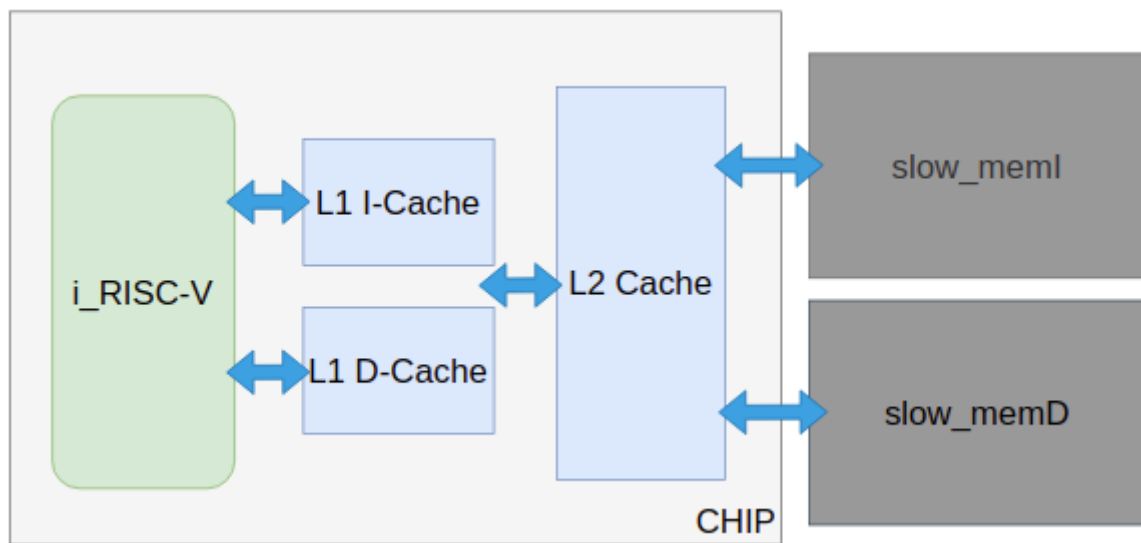 i_RISC-V
L1 I-Cache
L1 D-Cache
L2 Cache
CHIP
slow_memI
slow_memD